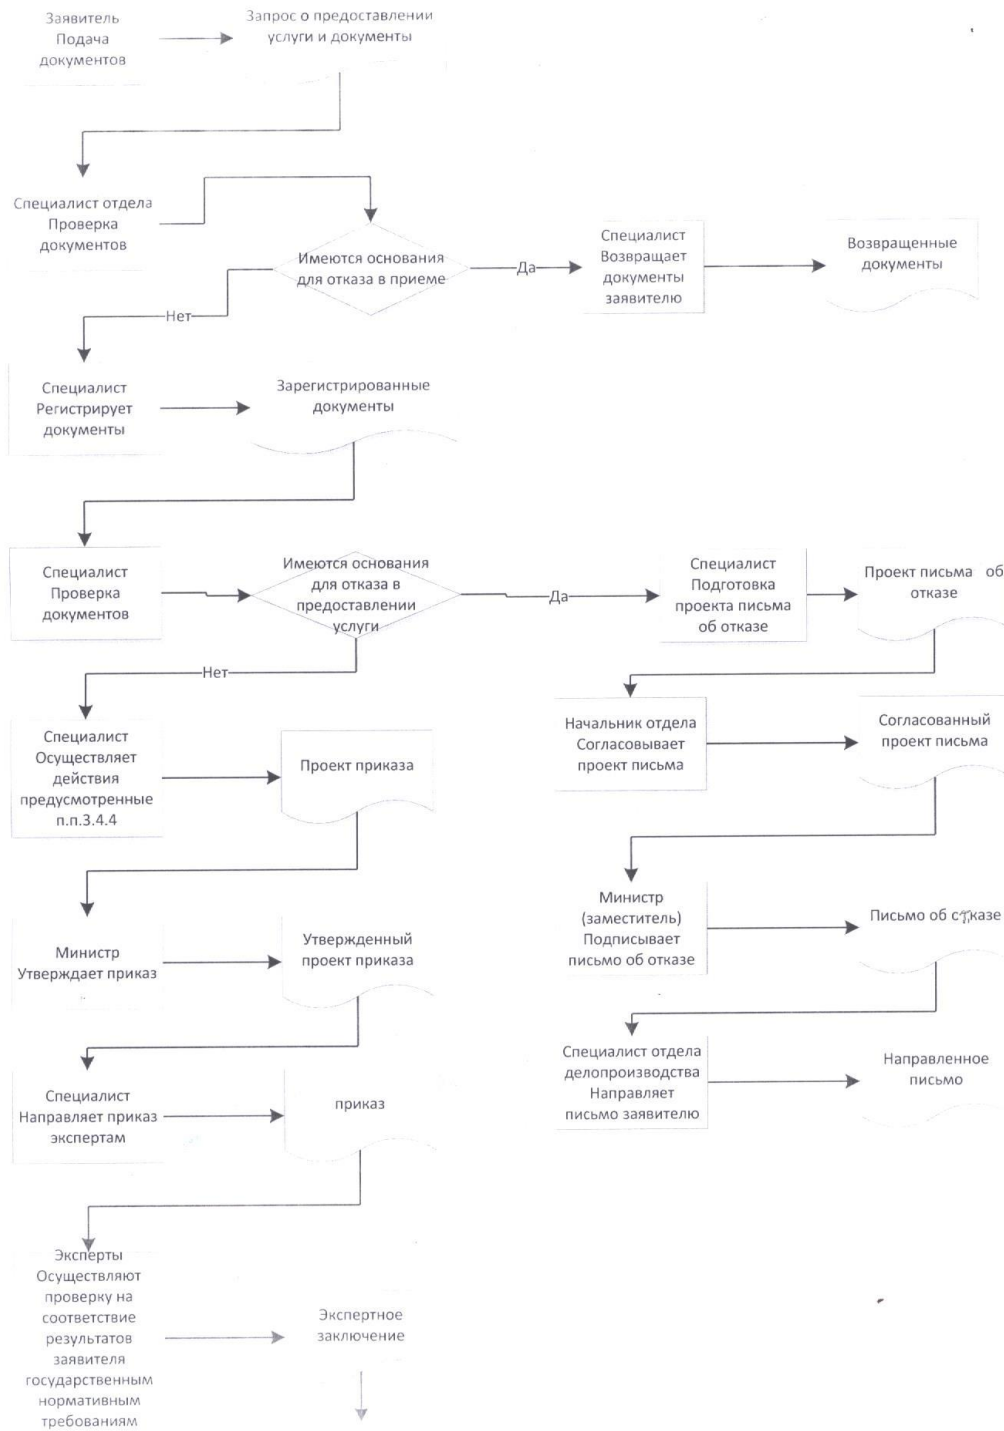 Заявитель
Подача
документов
Запрос о предоставлении
услуги и документы
Специалист отдела
Проверка
документов
Имеются основания
для отказа в приеме
Да
Специалист
Возвращает
документы
заявителю
Возвращенные
документы
Нет
Специалист
Регистрирует
документы
Зарегистрированные
документы
Специалист
Проверка
документов
Имеются основания
для отказа в
предоставлении
услуги
Да
Специалист
Подготовка
проекта письма
об отказе
Проект письма об
отказе
Нет
Специалист
Осуществляет
действия
предусмотренные
п.п.3.4.4
Проект приказа
Начальник отдела
Согласовывает
проект письма
Согласованный
проект письма
Министр
Утверждает приказ
Утвержденный
проект приказа
Министр
(заместитель)
Подписывает
письмо об отказе
Письмо об отказе
Специалист
Направляет приказ
экспертам
приказ
Специалист отдела
делопроизводства
Направляет
письмо заявителю
Направленное
письмо
Эксперты
Осуществляют
проверку на
соответствие
результатов
заявителя
государственным
нормативным
требованиям
Экспертное
заключение